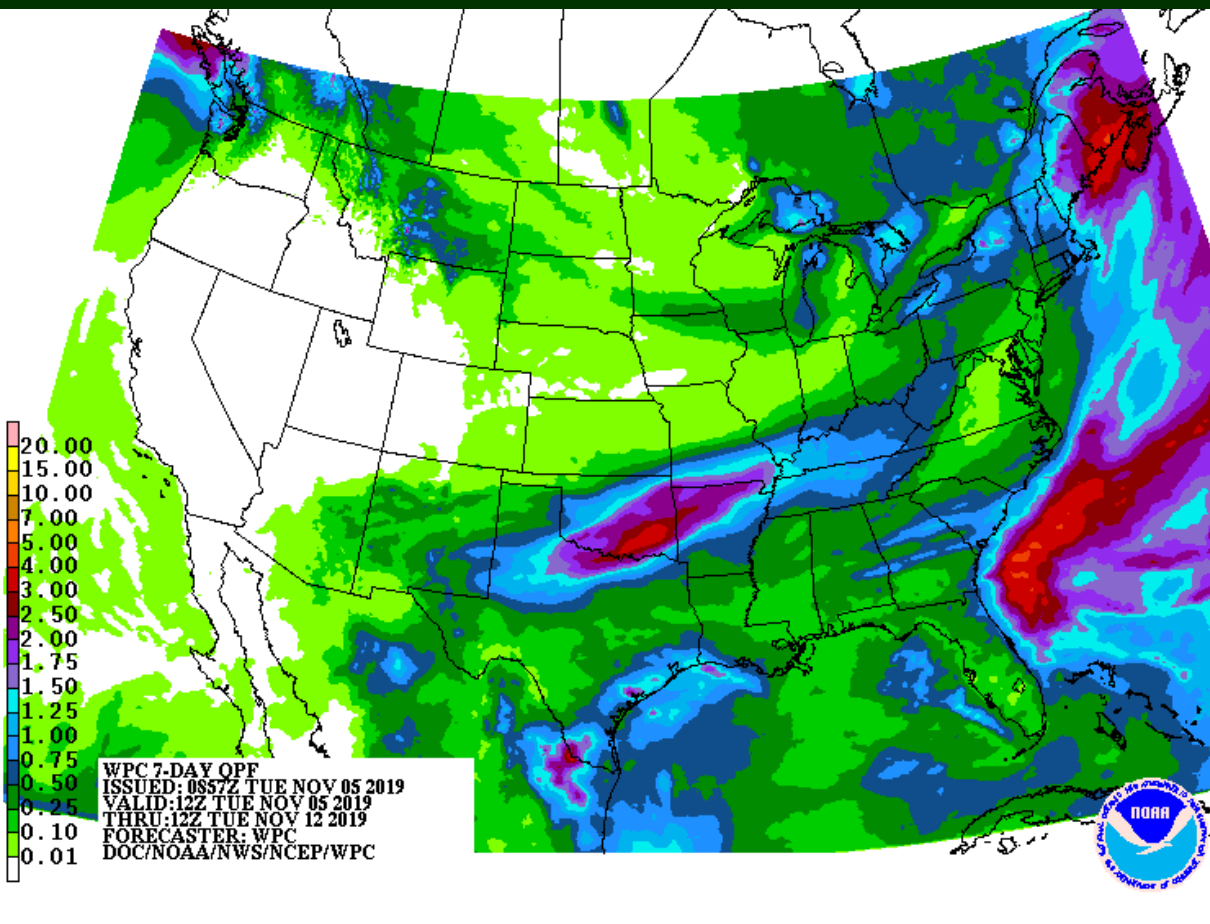 20.00
15.00
10.00
7.00
5.00
4.00
3.00
2.50
2.00
1.75
1.50
1.25
1.00
0.75
0.50
0.25
0.10
0.01
WPC 7-DAY QPF
ISSUED: 0857Z TUE NOV 05 2019
VALID:12Z TUE NOV 05 2019
THRU:12Z TUE NOV 12 2019
FORECASTER: WPC
DOC/NOAA/NWS/NCEP/WPC
NOAA